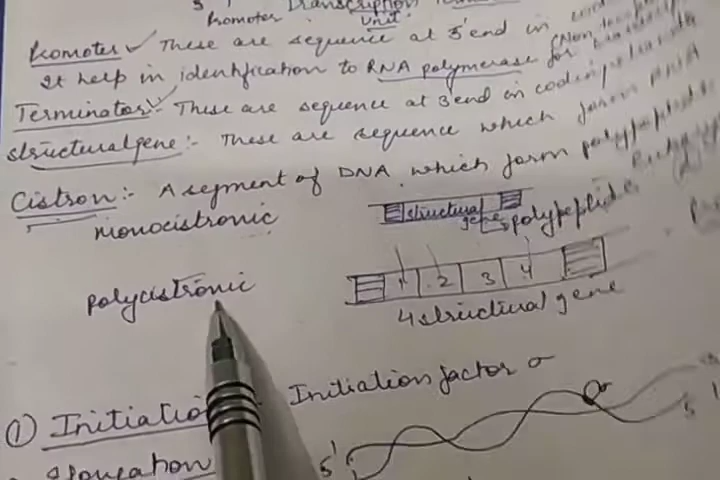 Transcription
Promoter unit
Promoter These are sequence at 5' end in
It help in identification to RNA polymerase for
Terminator:- These are sequence at 3' end in coding
Structural gene:- These are sequence which form
Cistron:- A segment of DNA which form polypeptide
monocistronic
structural gene polypeptide
polycistronic
1 2 3 4
4 structural gene
① Initiation Initiation factor σ
5' 5'
Elongation